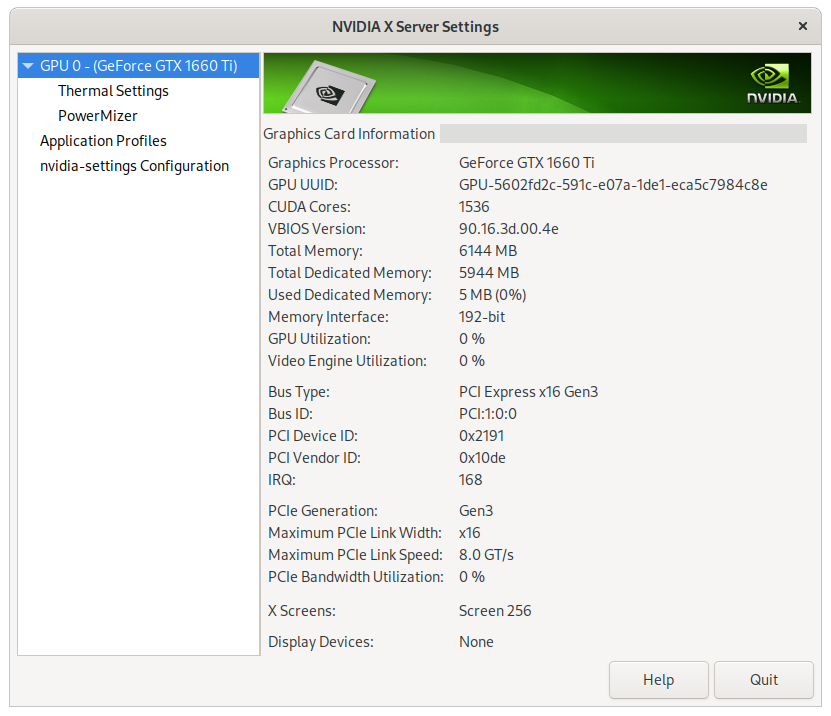 NVIDIA X Server Settings
GPU 0 - (GeForce GTX 1660 Ti)
Thermal Settings
PowerMizer
Application Profiles
nvidia-settings Configuration
NVIDIA.
Graphics Card Information
Graphics Processor: GeForce GTX 1660 Ti
GPU UUID: GPU-5602fd2c-591c-e07a-1de1-eca5c7984c8e
CUDA Cores: 1536
VBIOS Version: 90.16.3d.00.4e
Total Memory: 6144 MB
Total Dedicated Memory: 5944 MB
Used Dedicated Memory: 5 MB (0%)
Memory Interface: 192-bit
GPU Utilization: 0 %
Video Engine Utilization: 0 %
Bus Type: PCI Express x16 Gen3
Bus ID: PCI:1:0:0
PCI Device ID: 0x2191
PCI Vendor ID: 0x10de
IRQ: 168
PCIe Generation: Gen3
Maximum PCIe Link Width: x16
Maximum PCIe Link Speed: 8.0 GT/s
PCIe Bandwidth Utilization: 0 %
X Screens: Screen 256
Display Devices: None
Help
Quit